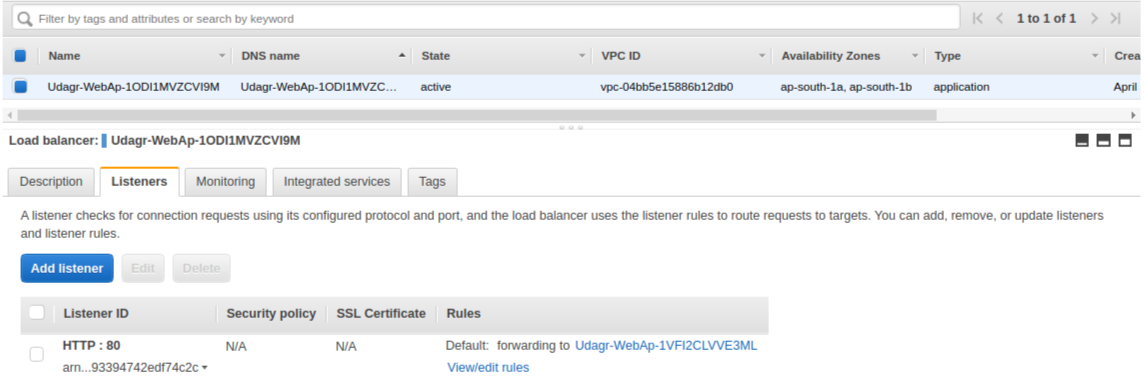 Filter by tags and attributes or search by keyword
1 to 1 of 1
Name DNS name State VPC ID Availability Zones Type Crea
Udagr-WebAp-1ODI1MVZCVI9M Udagr-WebAp-1ODI1MVZC... active vpc-04bb5e15886b12db0 ap-south-1a, ap-south-1b application April
Load balancer: Udagr-WebAp-1ODI1MVZCVI9M
Description Listeners Monitoring Integrated services Tags
A listener checks for connection requests using its configured protocol and port, and the load balancer uses the listener rules to route requests to targets. You can add, remove, or update listeners
and listener rules.
Add listener Edit Delete
Listener ID Security policy SSL Certificate Rules
HTTP : 80 N/A N/A Default: forwarding to Udagr-WebAp-1VFI2CLVVE3ML
arn...93394742edf74c2c View/edit rules